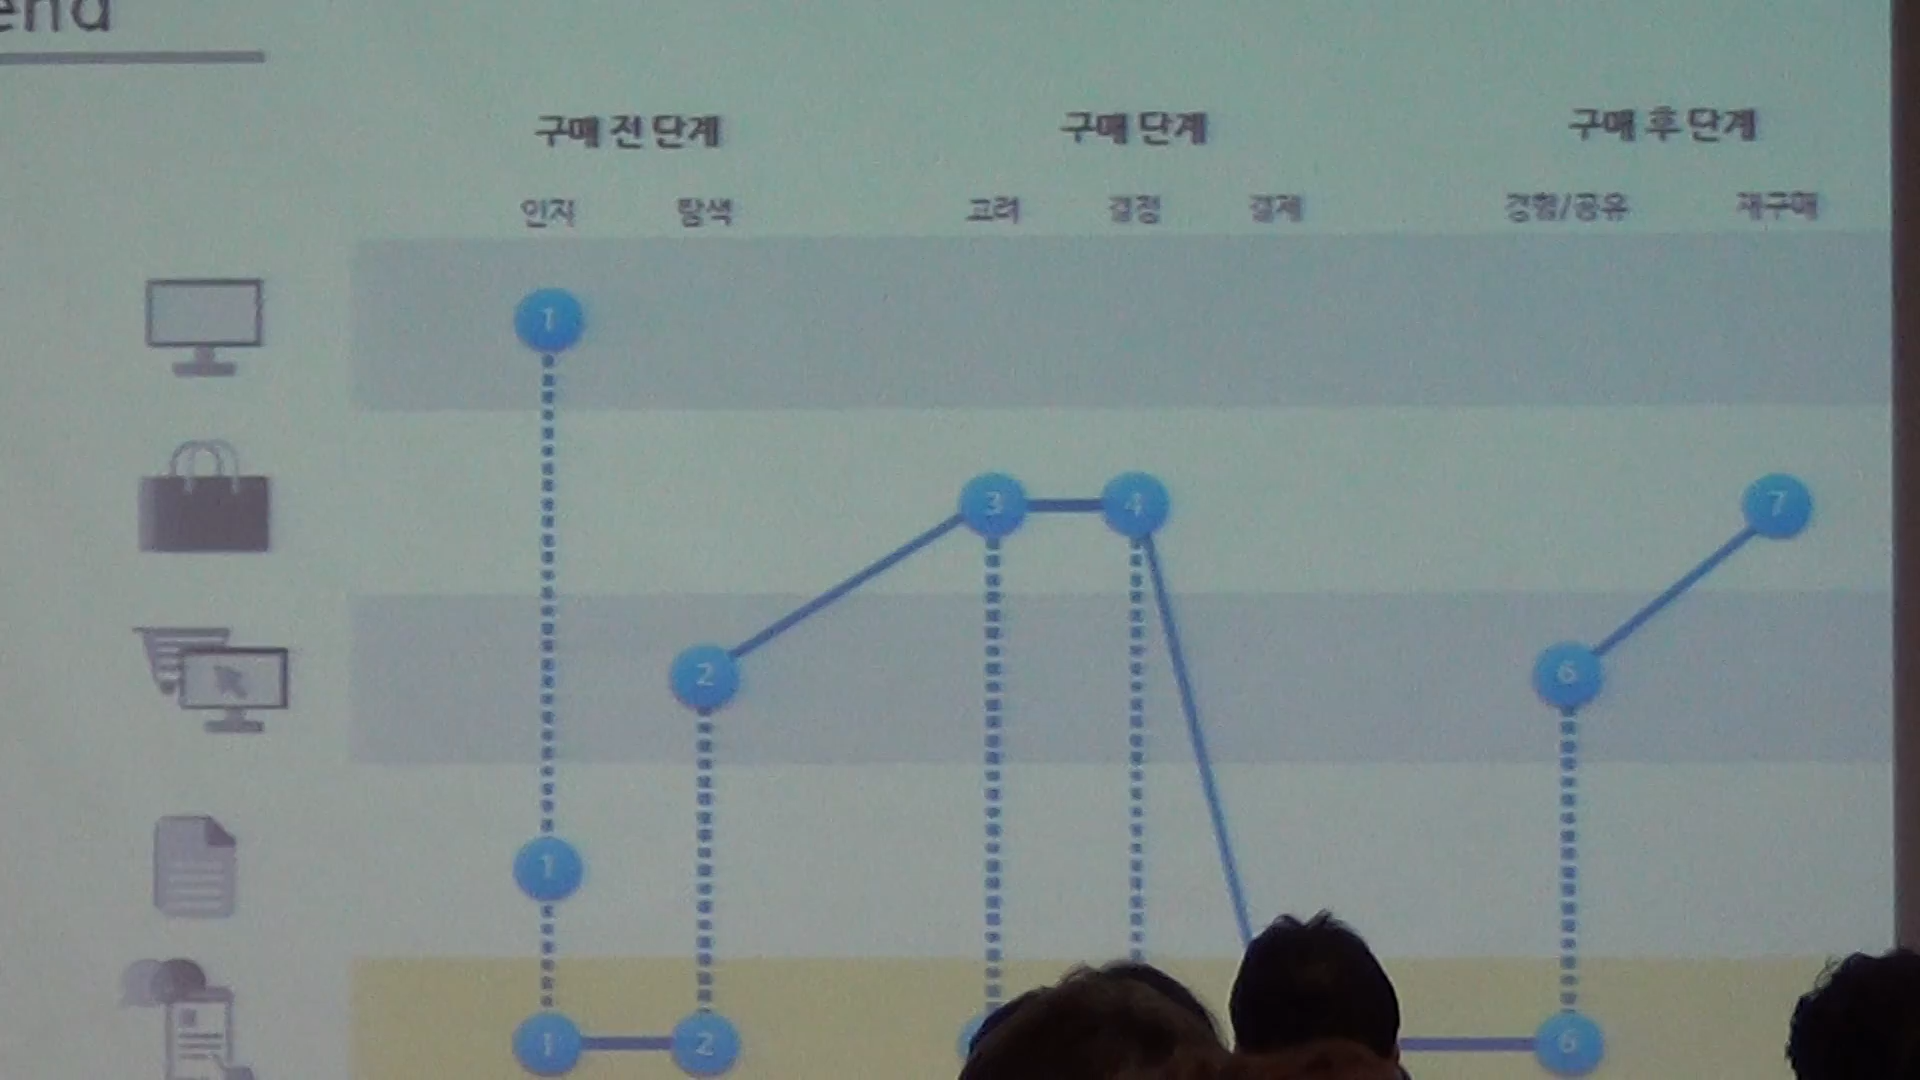 end
구매 전 단계 구매 단계 구매 후 단계
인지 탐색 고려 결정 결제 경험/공유 재구매
1
3 4 7
2 6
1
1 2 6